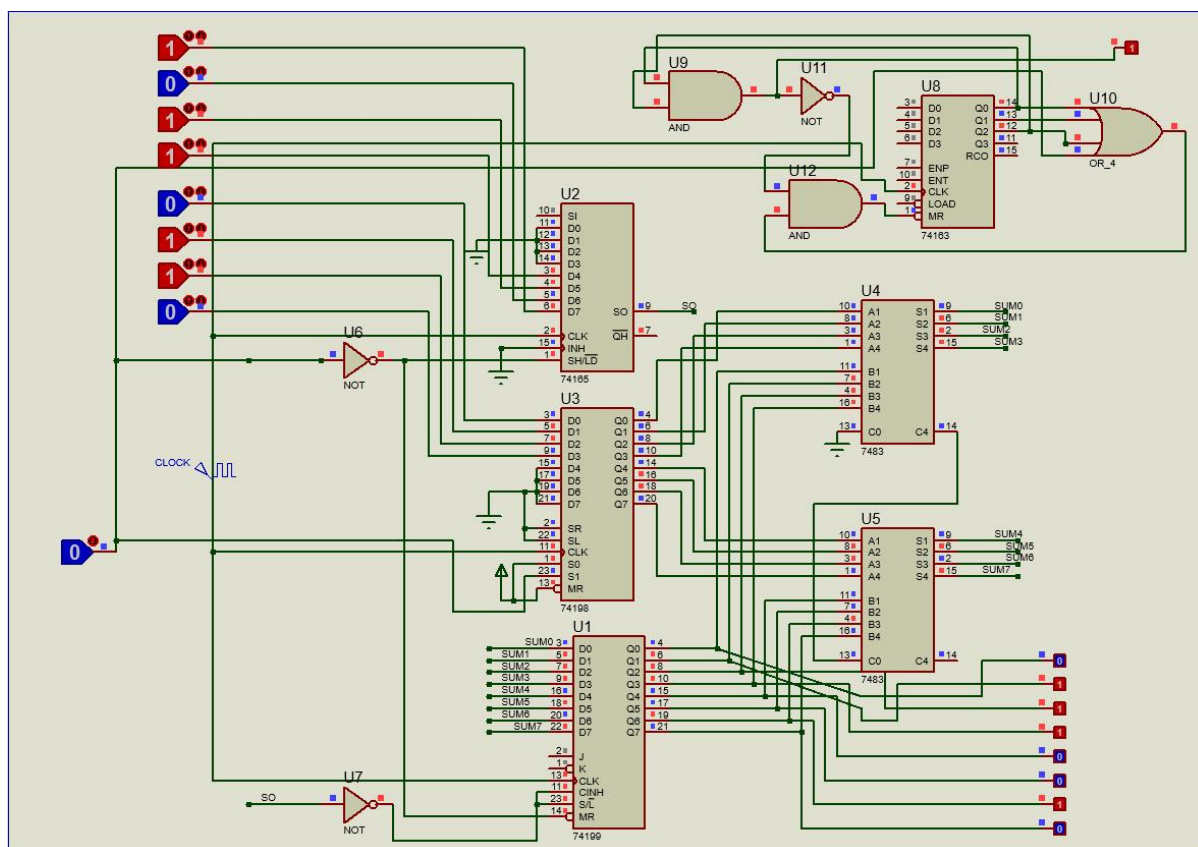 1
0
1
1
0
1
1
0
U9
AND
U11
NOT
1
U8
3 D0 Q0 14
4 D1 Q1 13
5 D2 Q2 12
6 D3 Q3 11
RCO 15
7 ENP
10 ENT
2 CLK
9 LOAD
1 MR
74163
U10
OR_4
U12
AND
U2
10 SI
11 D0
12 D1
13 D2
14 D3
3 D4
4 D5
5 D6
6 D7
SO 9 SO
2 CLK
QH 7
15 INH
1 SH/LD
74165
U6
NOT
U4
10 A1 S1 9 SUM0
8 A2 S2 6 SUM1
3 A3 S3 2 SUM2
1 A4 S4 15 SUM3
11 B1
7 B2
4 B3
16 B4
13 C0 C4 14
7483
U3
3 D0 Q0 4
5 D1 Q1 6
7 D2 Q2 8
9 D3 Q3 10
15 D4 Q4 14
17 D5 Q5 16
19 D6 Q6 18
21 D7 Q7 20
2 SR
22 SL
11 CLK
1 S0
23 S1
13 MR
74198
CLOCK
0
U5
10 A1 S1 9 SUM4
8 A2 S2 6 SUM5
3 A3 S3 2 SUM6
1 A4 S4 15 SUM7
11 B1
7 B2
4 B3
16 B4
13 C0 C4 14
7483
U1
SUM0 3 D0 Q0 4
SUM1 5 D1 Q1 6
SUM2 7 D2 Q2 8
SUM3 9 D3 Q3 10
SUM4 16 D4 Q4 15
SUM5 18 D5 Q5 17
SUM6 20 D6 Q6 19
SUM7 22 D7 Q7 21
2 J
1 K
13 CLK
11 CINH
23 S/L
14 MR
74199
U7
SO
NOT
0
1
1
1
0
0
1
0